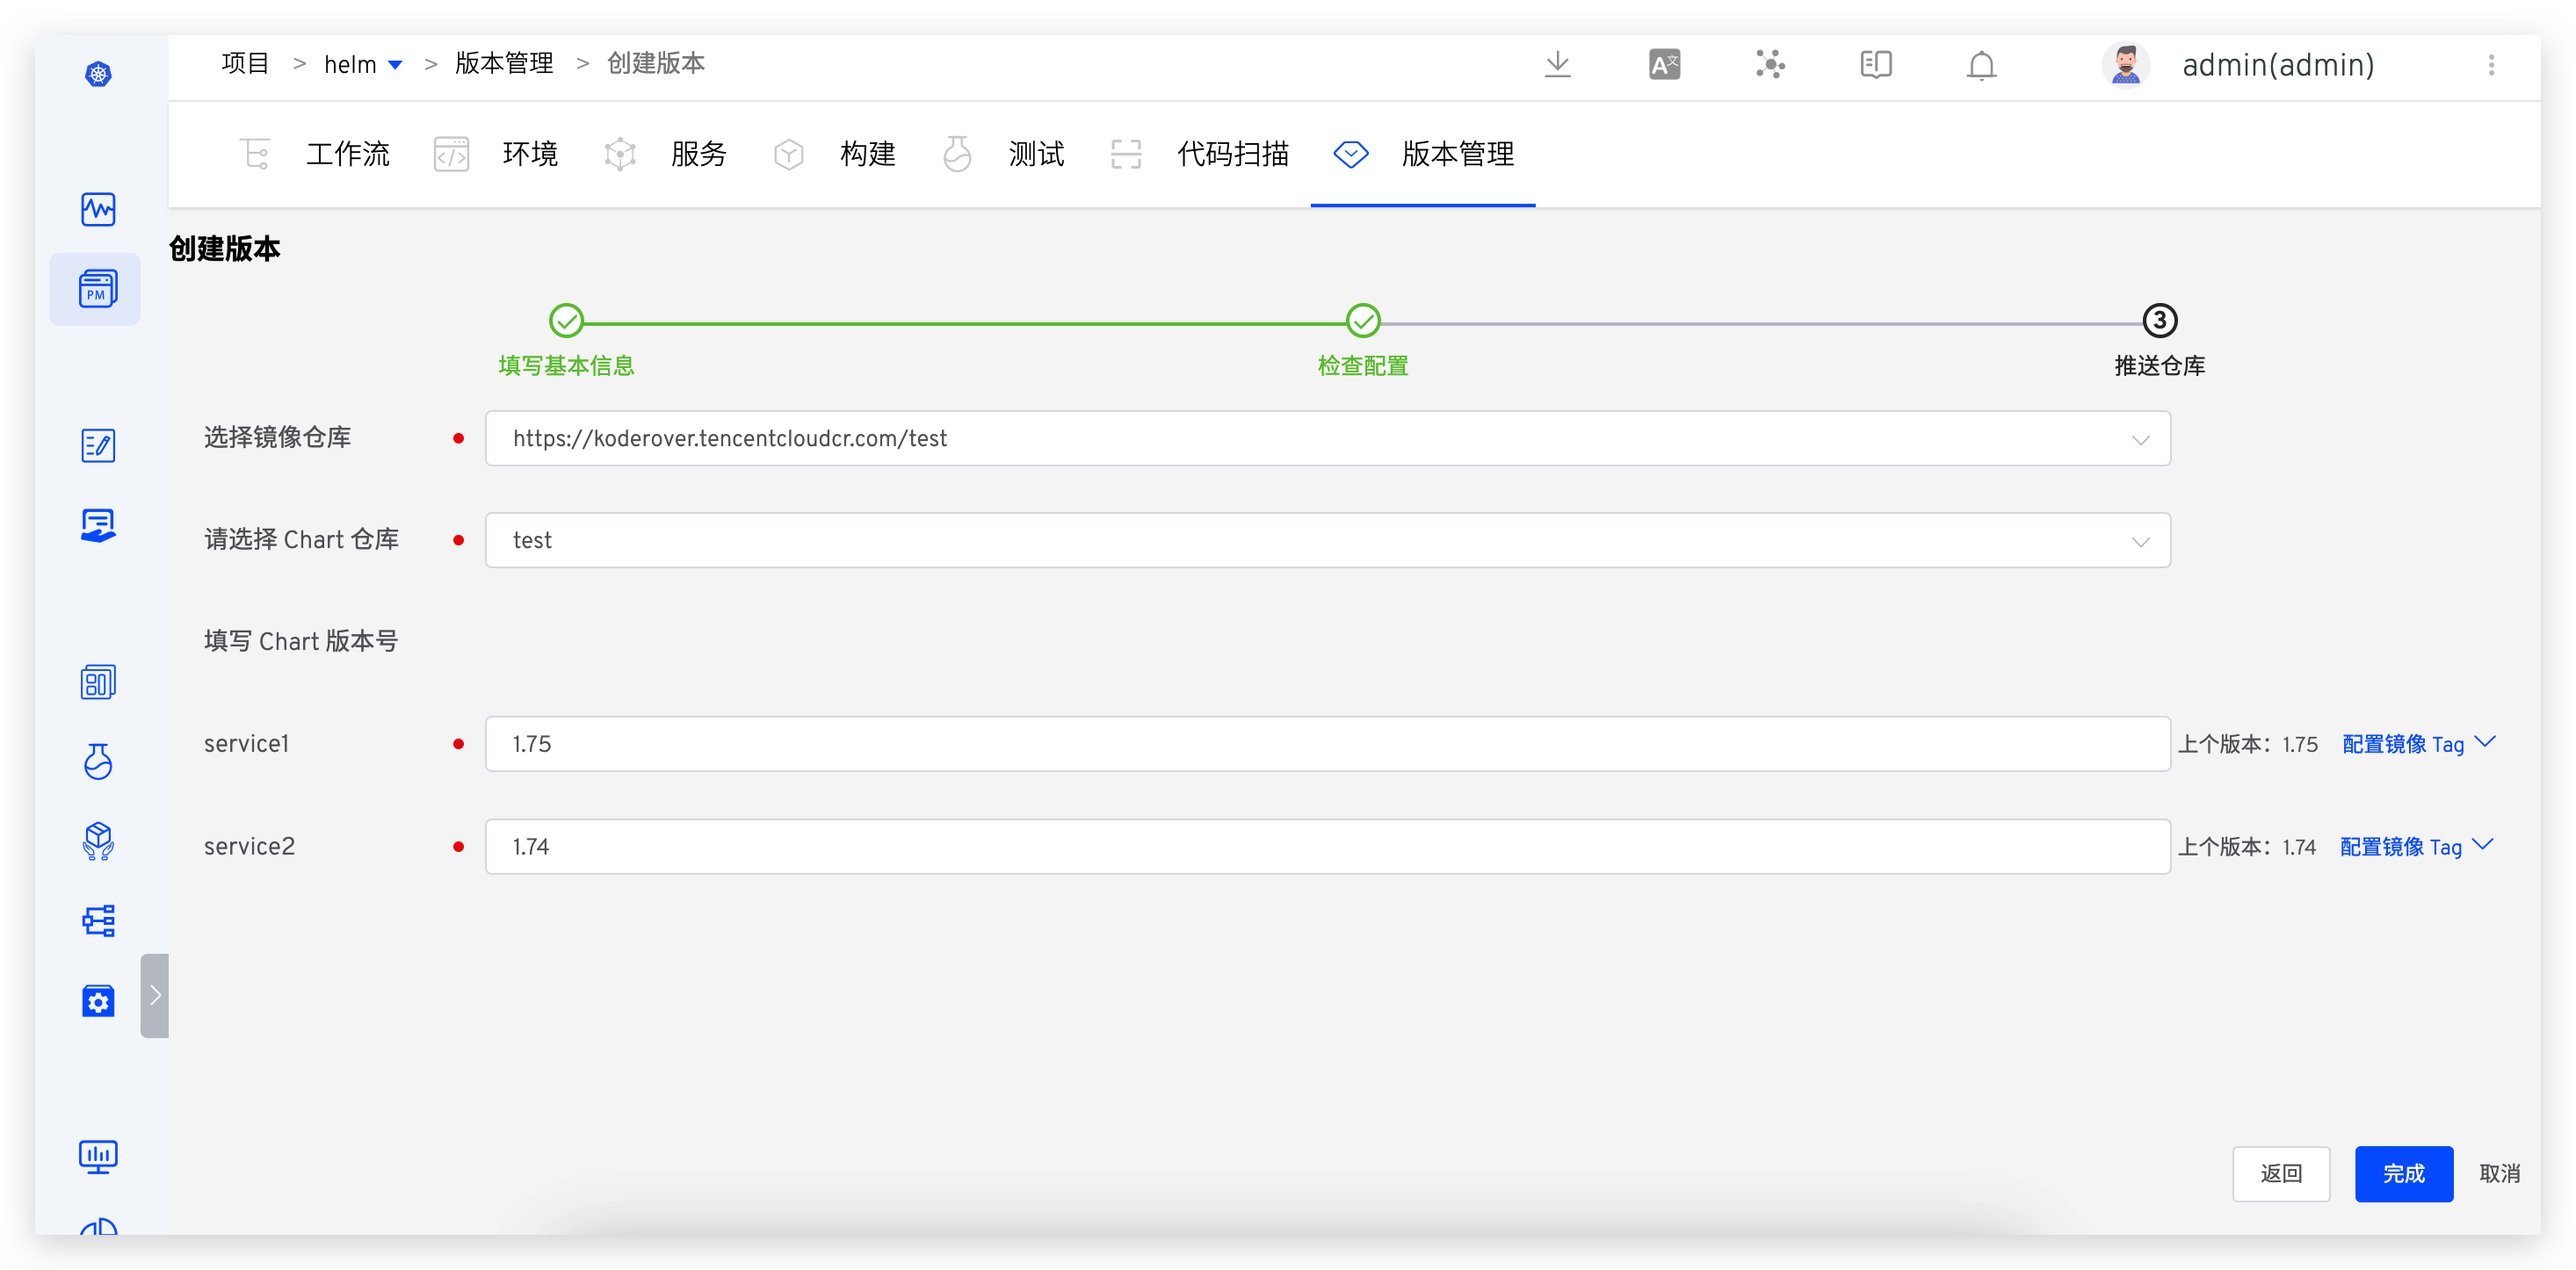 项目 > helm > 版本管理 > 创建版本
admin(admin)
工作流 环境 服务 构建 测试 代码扫描 版本管理
PM
创建版本
3
填写基本信息 检查配置 推送仓库
选择镜像仓库 https://koderover.tencentcloudcr.com/test
请选择 Chart 仓库 test
填写 Chart 版本号
service1 1.75 上个版本：1.75 配置镜像 Tag
service2 1.74 上个版本：1.74 配置镜像 Tag
返回 完成 取消